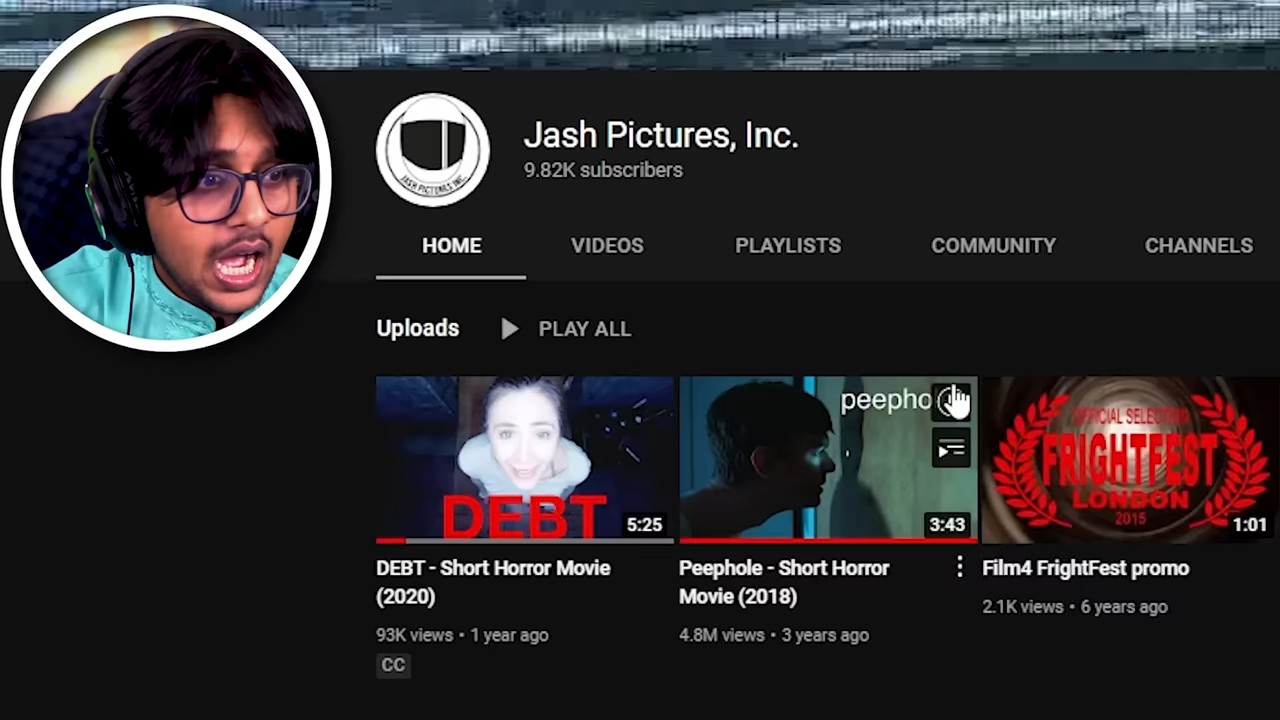 JASH PICTURES INC.
Jash Pictures, Inc.
9.82K subscribers
HOME VIDEOS PLAYLISTS COMMUNITY CHANNELS
Uploads PLAY ALL
DEBT
5:25
peepho
3:43
OFFICIAL SELECTION
FRIGHTFEST
LONDON
2015
1:01
DEBT - Short Horror Movie
(2020)
93K views • 1 year ago
CC
Peephole - Short Horror
Movie (2018)
4.8M views • 3 years ago
Film4 FrightFest promo
2.1K views • 6 years ago